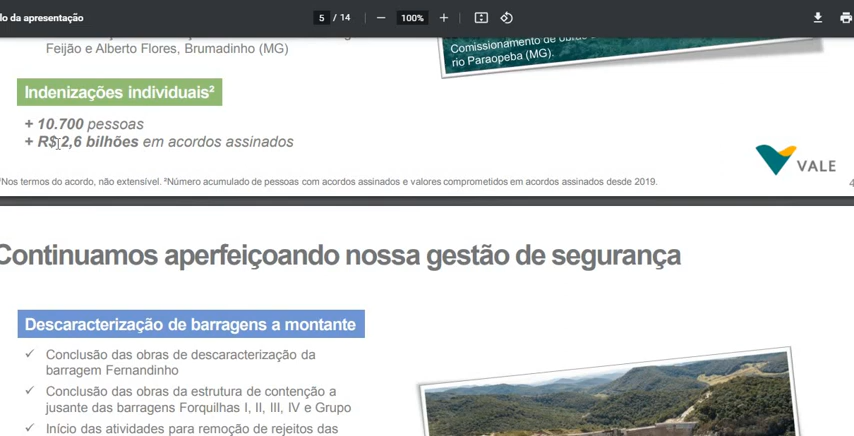 lo da apresentação
5 / 14
100%
Feijão e Alberto Flores, Brumadinho (MG)
Comissionamento de
rio Paraopeba (MG).
Indenizações individuais²
+ 10.700 pessoas
+ R$ 2,6 bilhões em acordos assinados
VALE
¹Nos termos do acordo, não extensível. ²Número acumulado de pessoas com acordos assinados e valores comprometidos em acordos assinados desde 2019.
4
Continuamos aperfeiçoando nossa gestão de segurança
Descaracterização de barragens a montante
✓ Conclusão das obras de descaracterização da
barragem Fernandinho
✓ Conclusão das obras da estrutura de contenção a
jusante das barragens Forquilhas I, II, III, IV e Grupo
✓ Início das atividades para remoção de rejeitos das